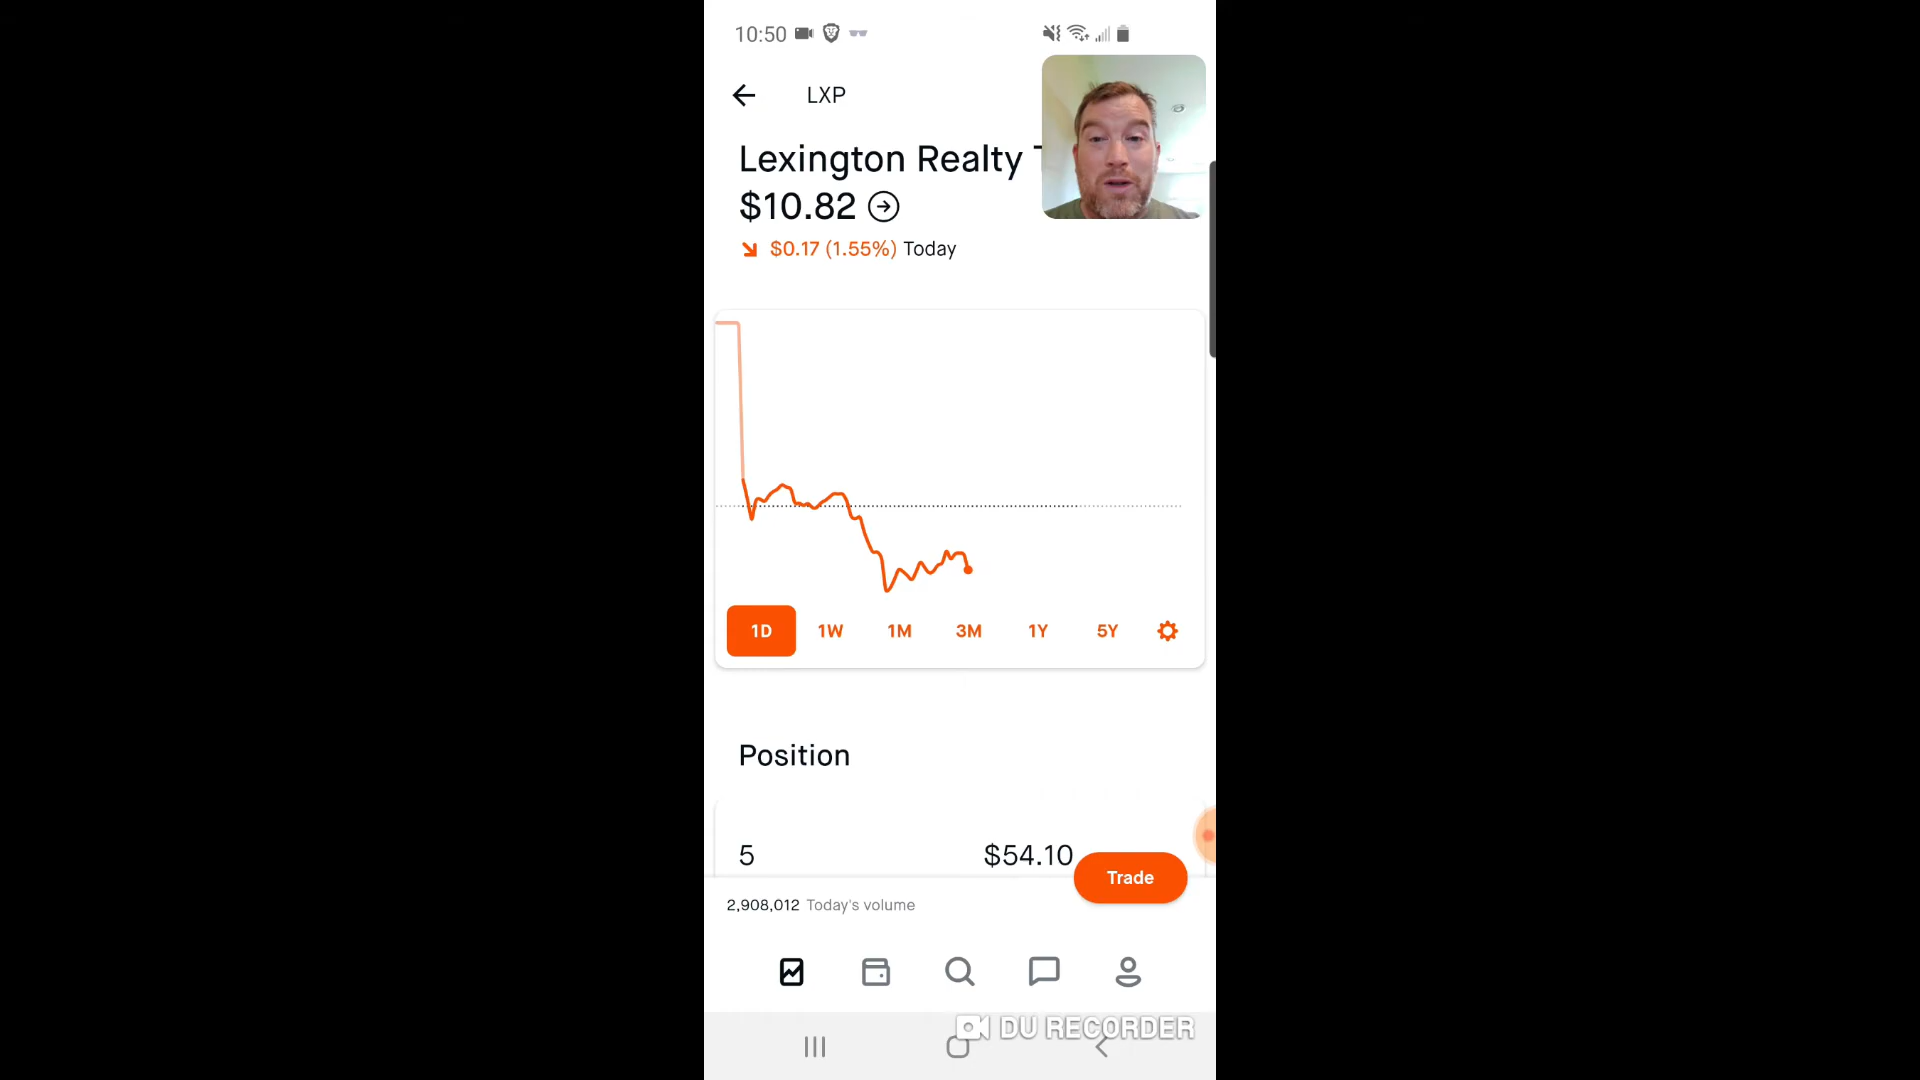 10:50
LXP
Lexington Realty
$10.82
$0.17 (1.55%) Today
1D 1W 1M 3M 1Y 5Y
Position
5 $54.10
Trade
2,908,012 Today's volume
DU RECORDER